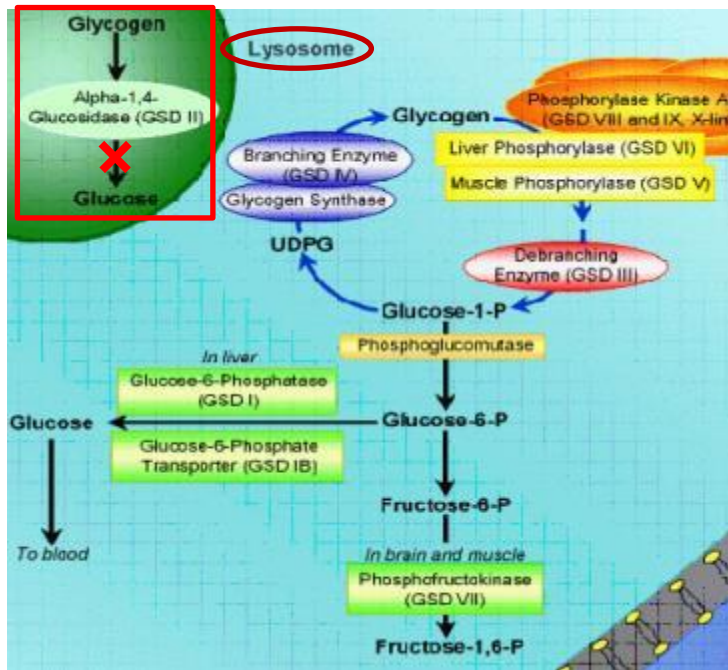 Glycogen
Alpha-1,4-
Glucosidase (GSD II)
Glucose
Lysosome
Glycogen
Phosphorylase Kinase A
(GSD VIII and IX, X-lin
Branching Enzyme
(GSD IV)
Glycogen Synthase
Liver Phosphorylase (GSD VI)
Muscle Phosphorylase (GSD V)
UDPG
Debranching
Enzyme (GSD III)
Glucose-1-P
Phosphoglucomutase
In liver
Glucose-6-Phosphatase
(GSD I)
Glucose
Glucose-6-P
Glucose-6-Phosphate
Transporter (GSD IB)
Fructose-6-P
To blood
In brain and muscle
Phosphofructokinase
(GSD VII)
Fructose-1,6-P